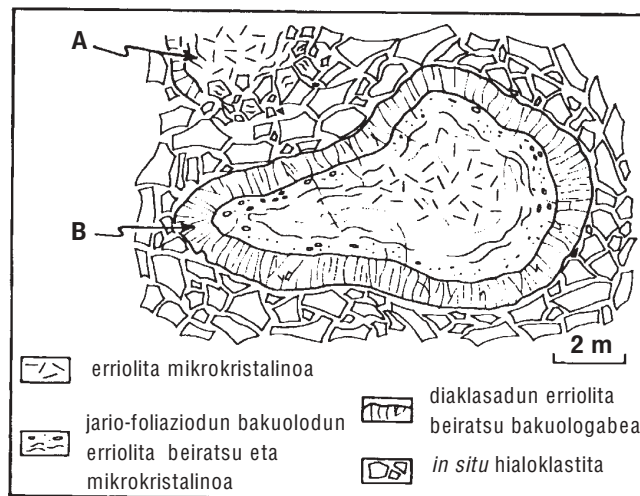 A
B
2 m
erriolita mikrokristalinoa
jario-foliaziodun bakuolodun
erriolita beiratsu eta
mikrokristalinoa
diaklasadun erriolita
beiratsu bakuologabea
in situ hialoklastita